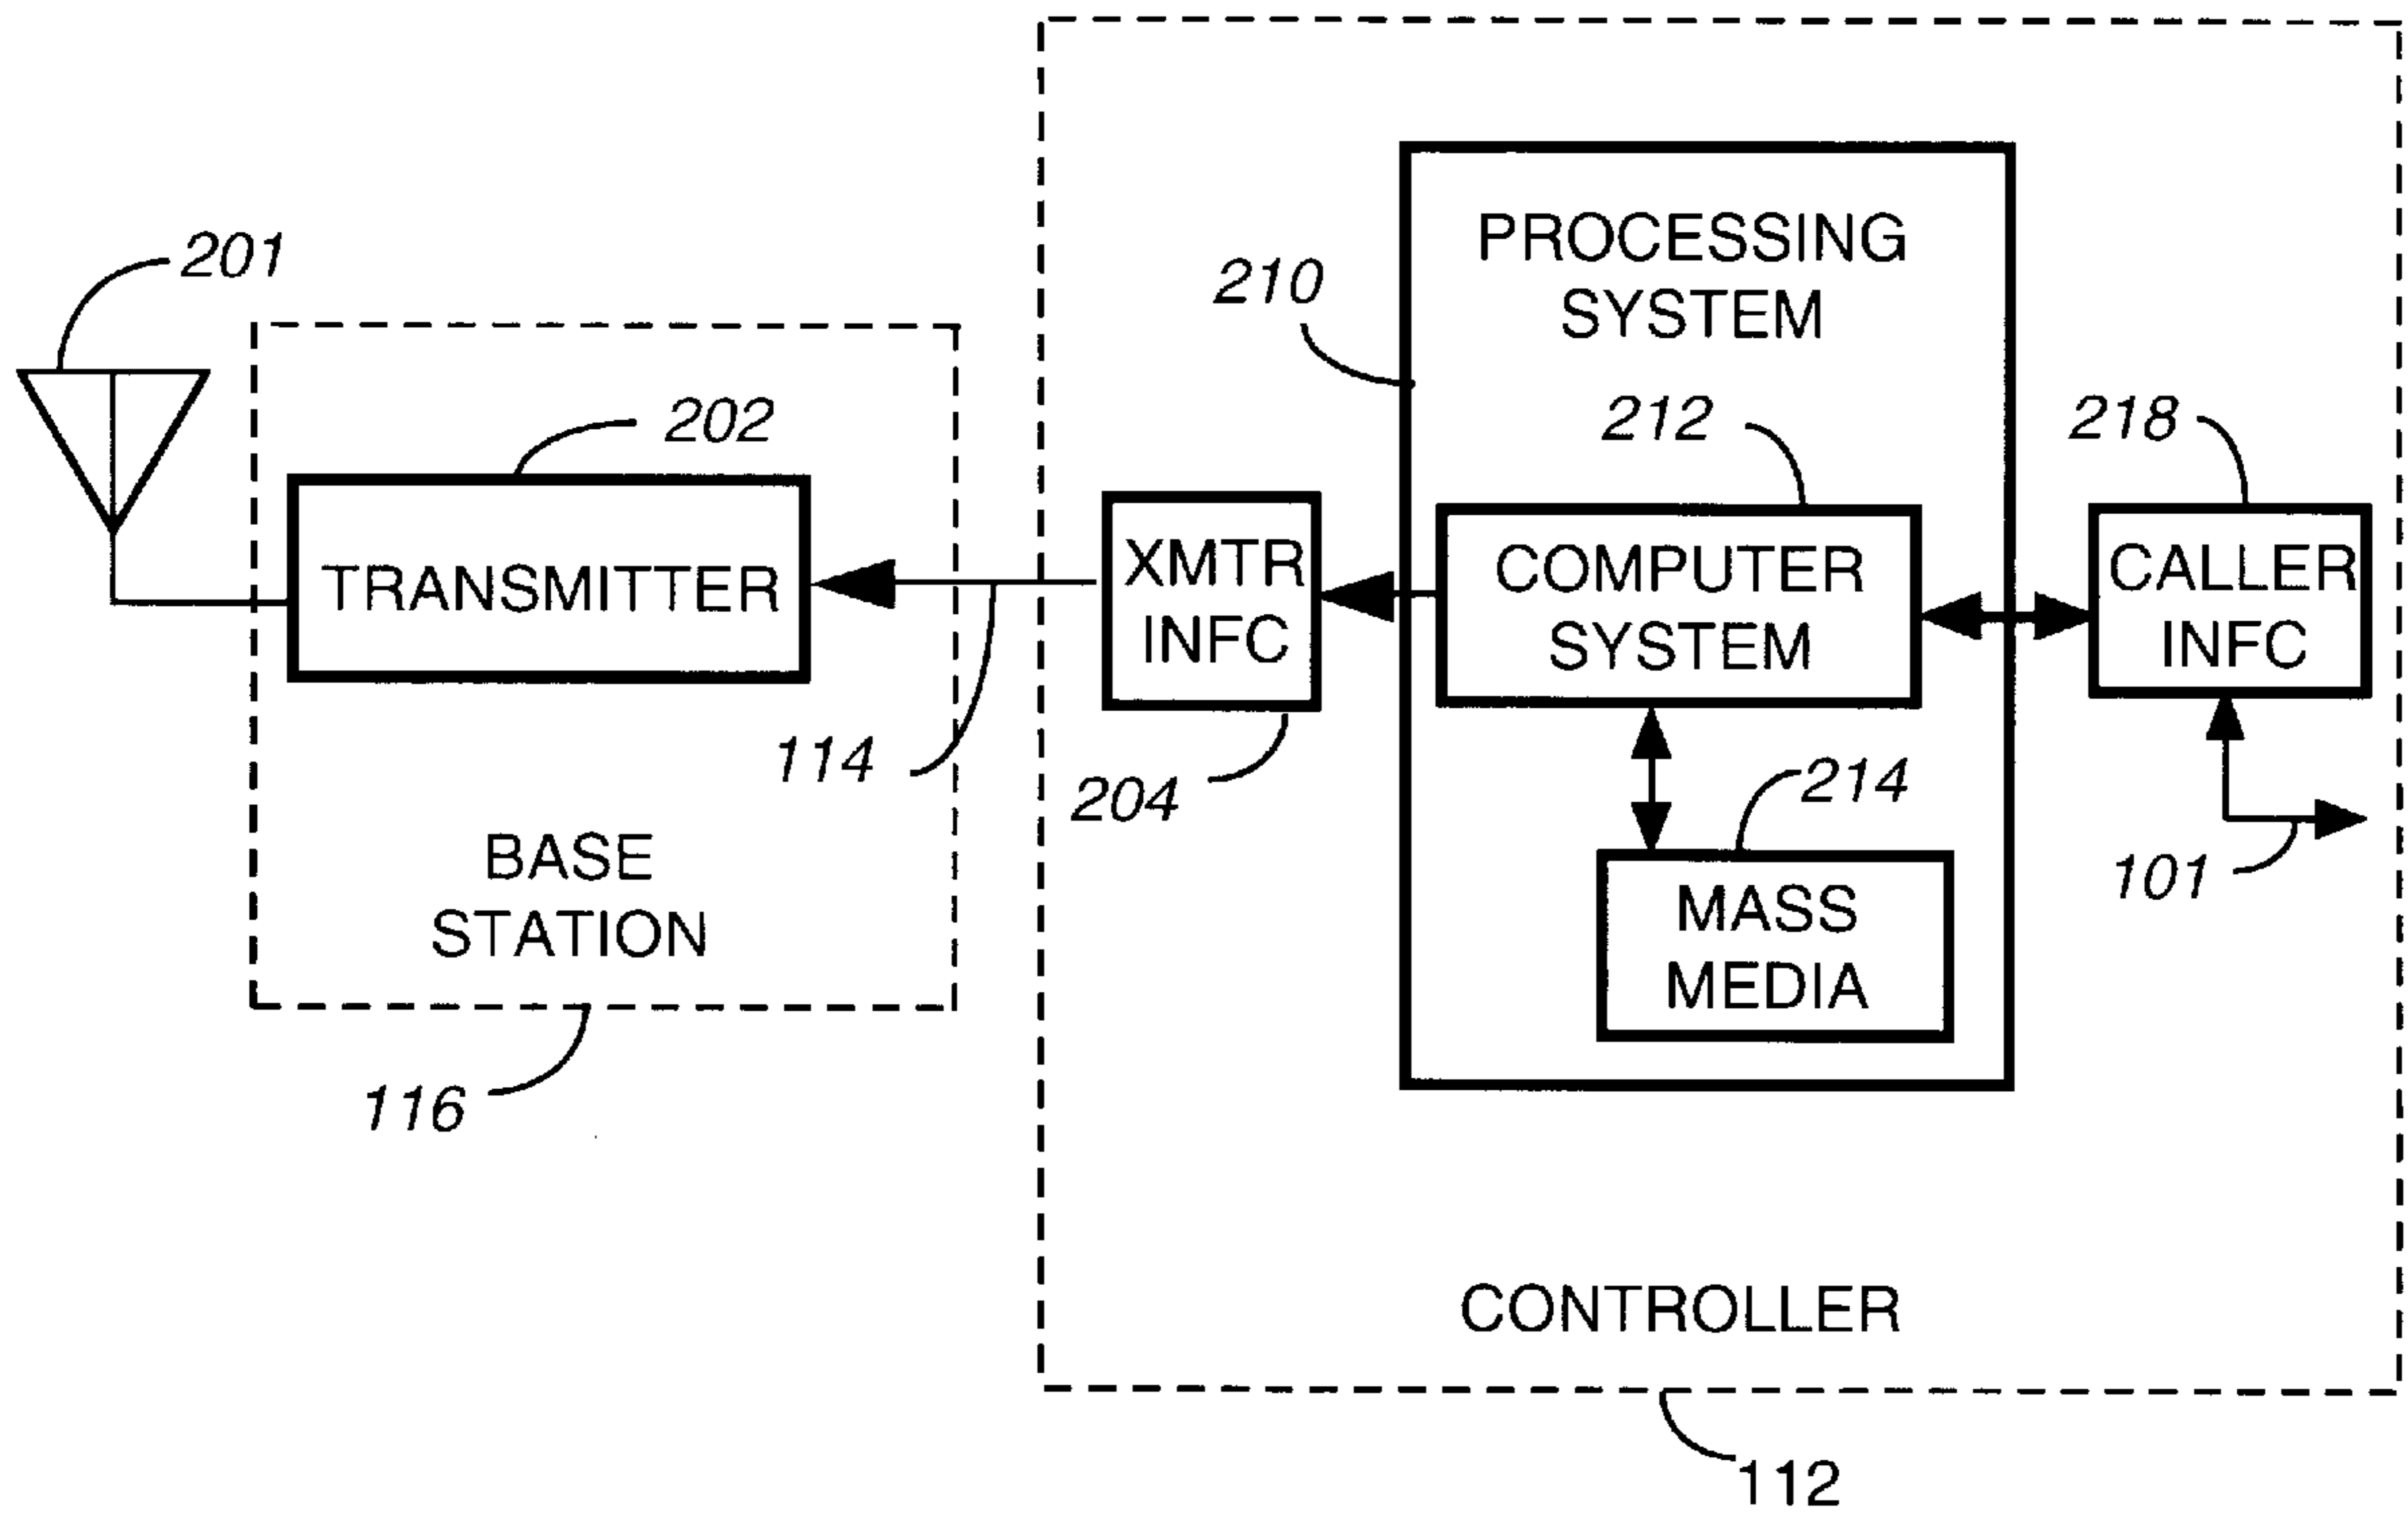 201
202
TRANSMITTER
114
BASE
STATION
116
XMTR
INFC
204
210
PROCESSING
SYSTEM
212
COMPUTER
SYSTEM
214
MASS
MEDIA
218
CALLER
INFC
101
CONTROLLER
112